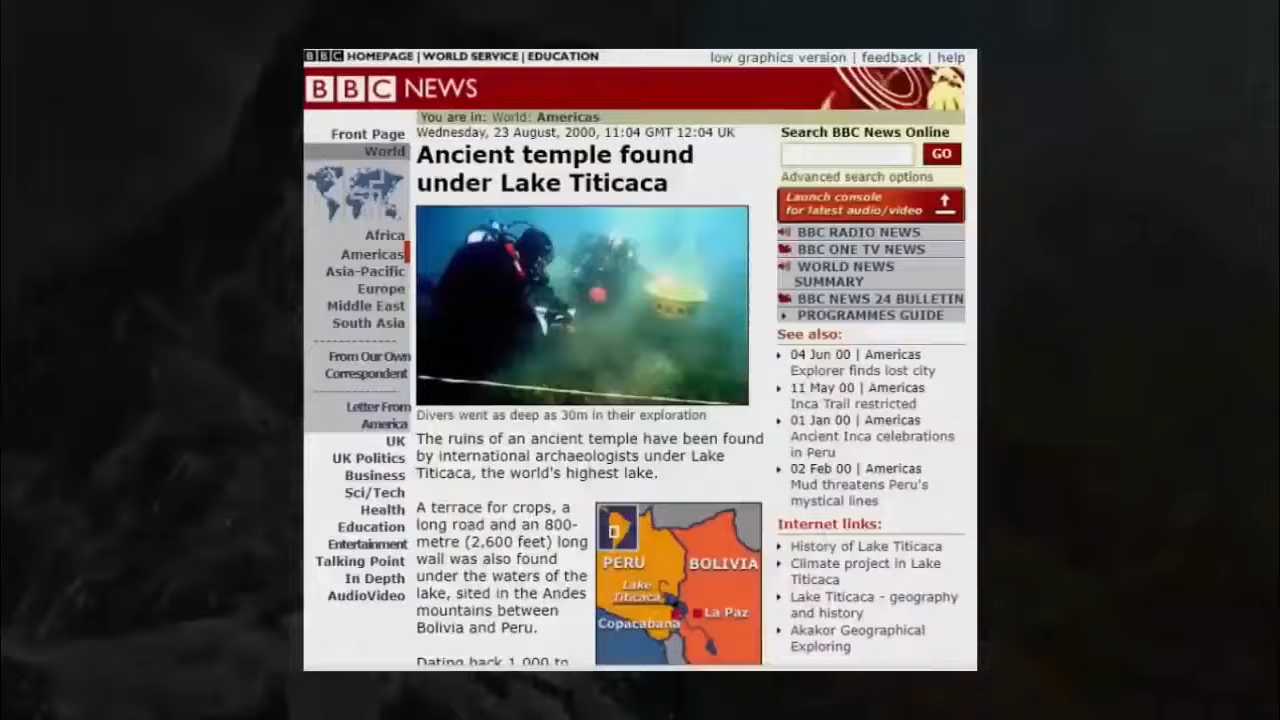 BBC HOMEPAGE | WORLD SERVICE | EDUCATION
low graphics version | feedback | help
BBC NEWS
You are in: World: Americas
Wednesday, 23 August, 2000, 11:04 GMT 12:04 UK
Ancient temple found
under Lake Titicaca
Front Page
World
Africa
Americas
Asia-Pacific
Europe
Middle East
South Asia
From Our Own
Correspondent
Letter From
America
UK
UK Politics
Business
Sci/Tech
Health
Education
Entertainment
Talking Point
In Depth
AudioVideo
Divers went as deep as 30m in their exploration
The ruins of an ancient temple have been found
by international archaeologists under Lake
Titicaca, the world's highest lake.
A terrace for crops, a
long road and an 800-
metre (2,600 feet) long
wall was also found
under the waters of the
lake, sited in the Andes
mountains between
Bolivia and Peru.
Dating back 1,000 to
PERU
BOLIVIA
Lake
Titicaca
La Paz
Copacabana
Search BBC News Online
GO
Advanced search options
Launch console
for latest audio/video
BBC RADIO NEWS
BBC ONE TV NEWS
WORLD NEWS
SUMMARY
BBC NEWS 24 BULLETIN
PROGRAMMES GUIDE
See also:
04 Jun 00 | Americas
Explorer finds lost city
11 May 00 | Americas
Inca Trail restricted
01 Jan 00 | Americas
Ancient Inca celebrations
in Peru
02 Feb 00 | Americas
Mud threatens Peru's
mystical lines
Internet links:
History of Lake Titicaca
Climate project in Lake
Titicaca
Lake Titicaca - geography
and history
Akakor Geographical
Exploring